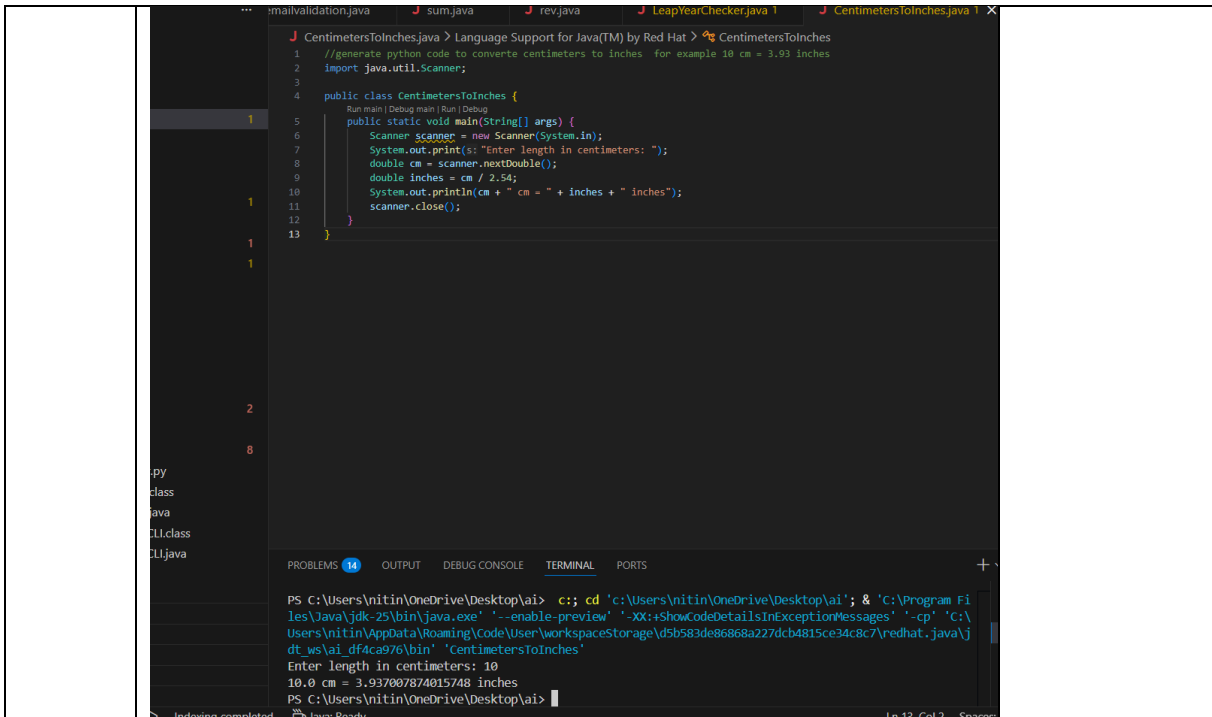 ··· emailvalidation.java J sum.java J rev.java J LeapYearChecker.java 1 J CentimetersToInches.java 1 ×
J CentimetersToInches.java > Language Support for Java(TM) by Red Hat > CentimetersToInches
1 //generate python code to converte centimeters to inches  for example 10 cm = 3.93 inches
2 import java.util.Scanner;
3
4 public class CentimetersToInches {
Run main | Debug main | Run | Debug
1
5 public static void main(String[] args) {
6 Scanner scanner = new Scanner(System.in);
7 System.out.print(s: "Enter length in centimeters: ");
8 double cm = scanner.nextDouble();
9 double inches = cm / 2.54;
10 System.out.println(cm + " cm = " + inches + " inches");
1
11 scanner.close();
12 }
13 }
1
1
2
8
.py
class
java
CLI.class
CLI.java
PROBLEMS 14 OUTPUT DEBUG CONSOLE TERMINAL PORTS +
PS C:\Users\nitin\OneDrive\Desktop\ai>  c:; cd 'c:\Users\nitin\OneDrive\Desktop\ai'; & 'C:\Program Fi
les\Java\jdk-25\bin\java.exe' '--enable-preview' '-XX:+ShowCodeDetailsInExceptionMessages' '-cp' 'C:\
Users\nitin\AppData\Roaming\Code\User\workspaceStorage\d5b583de86868a227dcb4815ce34c8c7\redhat.java\j
dt_ws\ai_df4ca976\bin' 'CentimetersToInches'
Enter length in centimeters: 10
10.0 cm = 3.937007874015748 inches
PS C:\Users\nitin\OneDrive\Desktop\ai>
Indexing completed Java: Ready Ln 13, Col 2 Spaces: